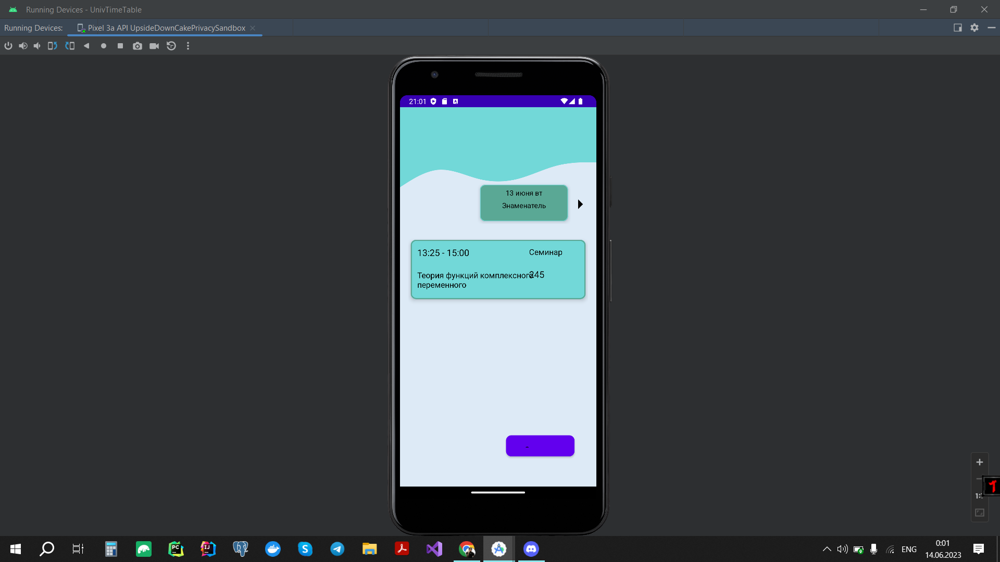 Running Devices - UnivTimeTable
Running Devices: Pixel 3a API UpsideDownCakePrivacySandbox
21:01
13 июня вт
Знаменатель
13:25 - 15:00 Семинар
Теория функций комплексного 245
переменного
-
1:1
ENG
0:01
14.06.2023